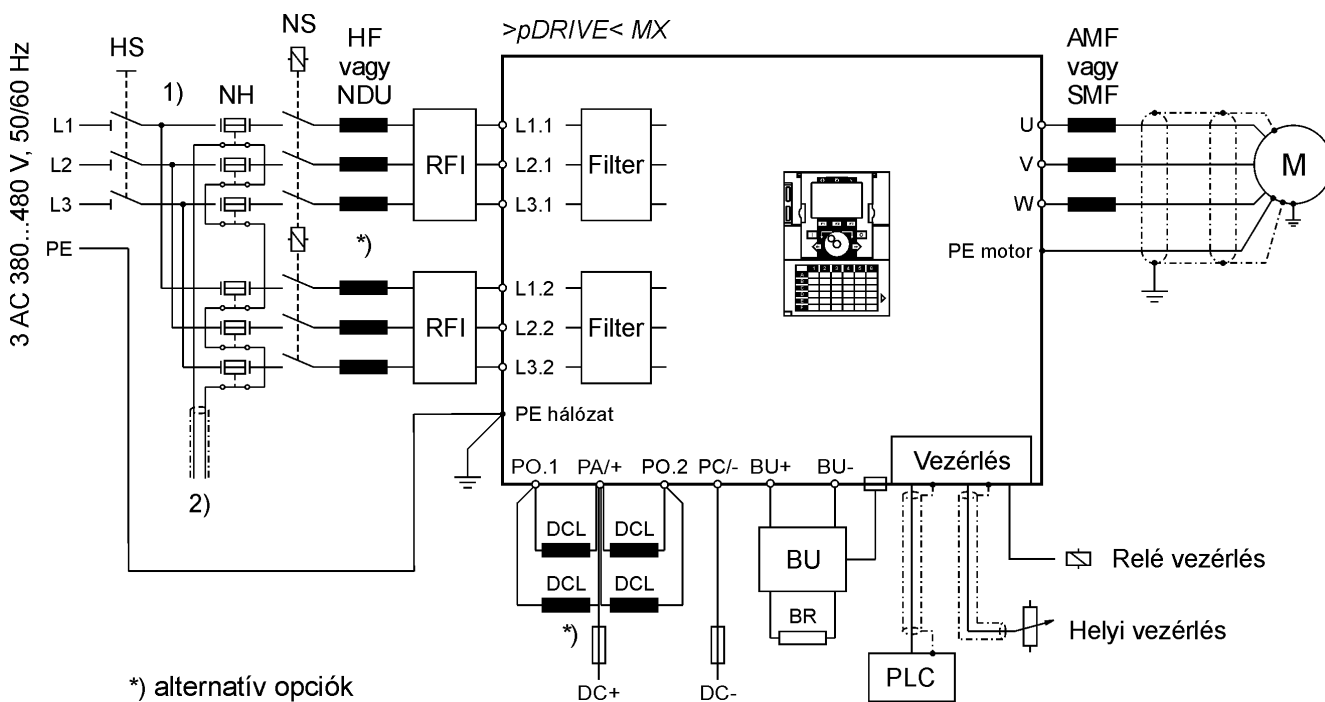 3 AC 380...480 V, 50/60 Hz
HS
NS
HF
vagy
NDU
>pDRIVE< MX
AMF
vagy
SMF
1)
NH
L1
L2
L3
PE
RFI
L1.1
L2.1
L3.1
Filter
U
V
W
M
PE motor
*)
RFI
L1.2
L2.2
L3.2
Filter
PE hálózat
2)
PO.1
PA/+
PO.2
PC/-
BU+
BU-
Vezérlés
DCL
DCL
DCL
DCL
*)
BU
BR
PLC
Relé vezérlés
Helyi vezérlés
DC+
DC-
*) alternatív opciók